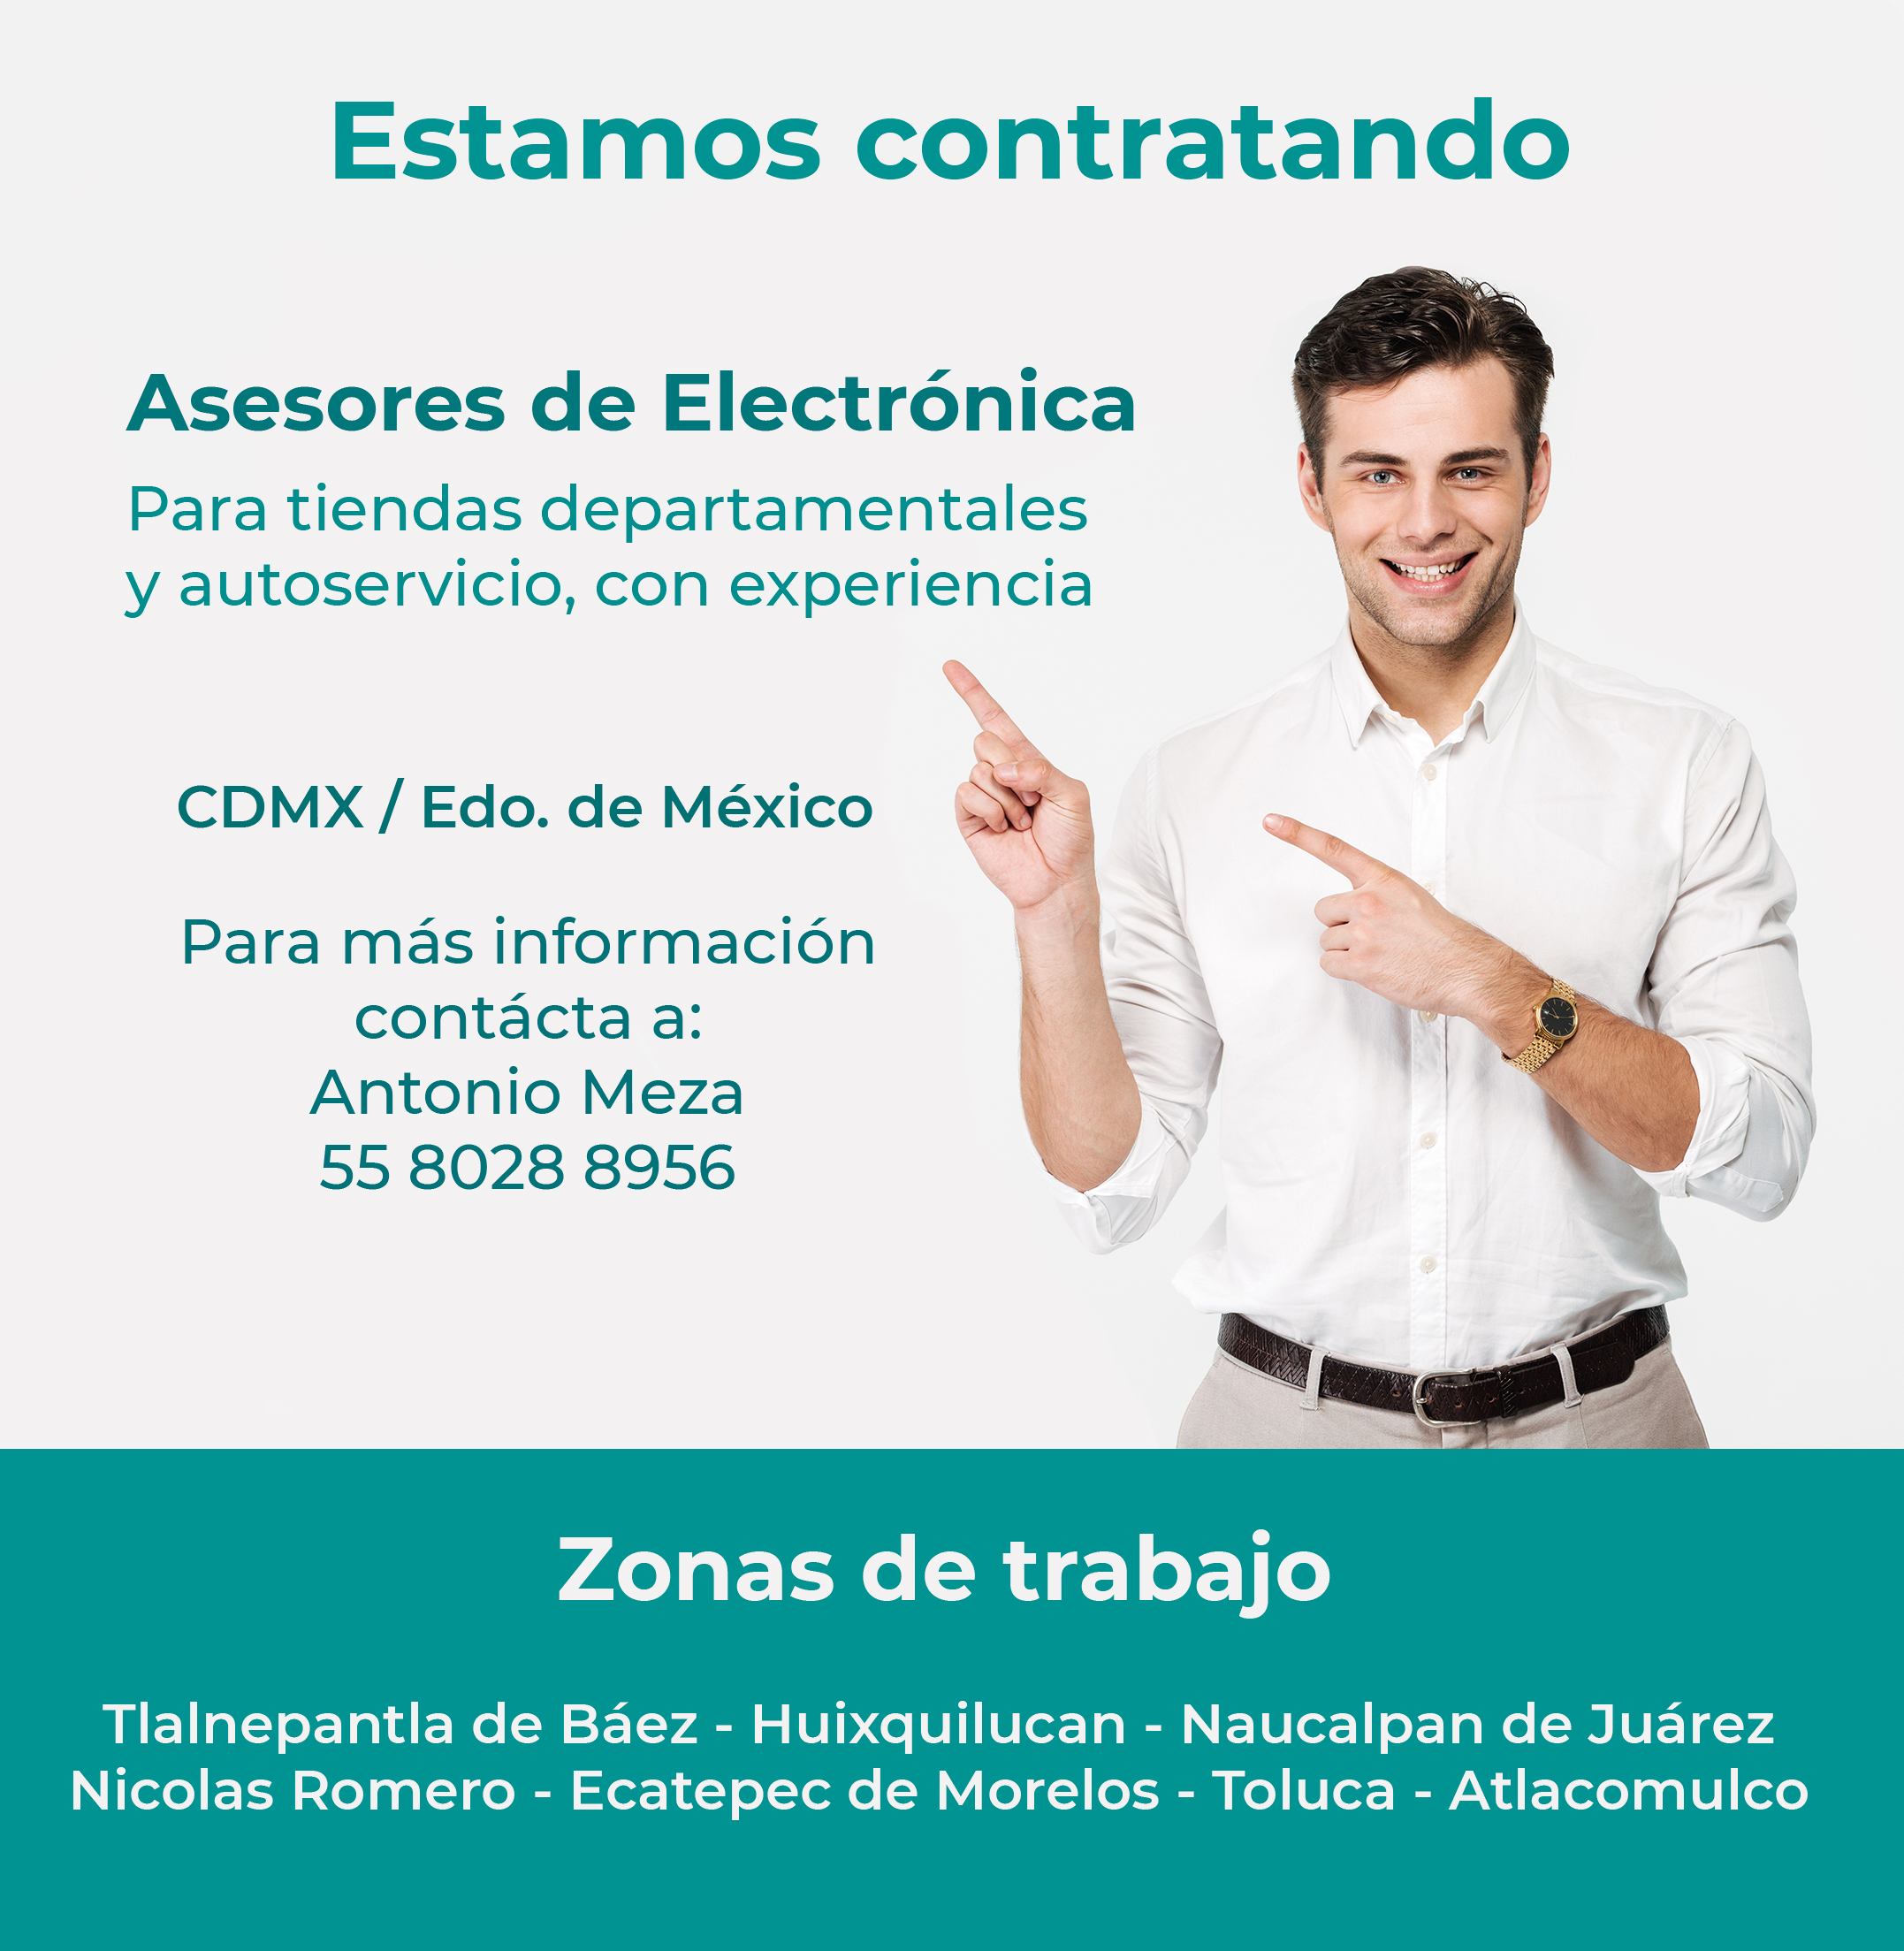 Estamos contratando
Asesores de Electrónica
Para tiendas departamentales
y autoservicio, con experiencia
CDMX / Edo. de México
Para más información
contácta a:
Antonio Meza
55 8028 8956
Zonas de trabajo
Tlalnepantla de Báez - Huixquilucan - Naucalpan de Juárez
Nicolas Romero - Ecatepec de Morelos - Toluca - Atlacomulco